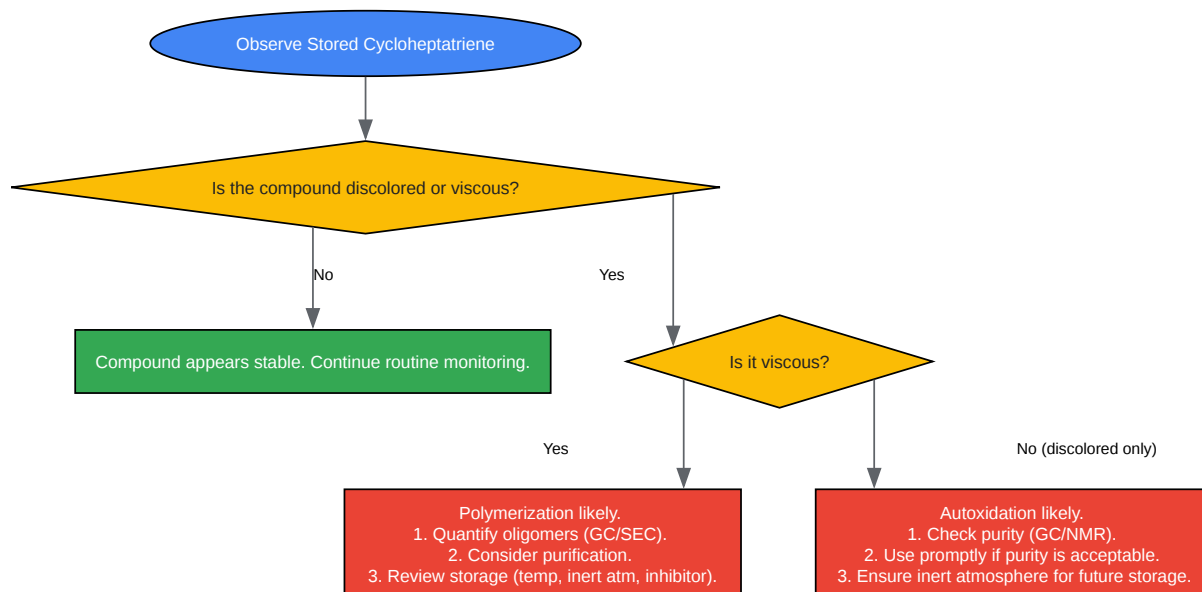 Observe Stored Cycloheptatriene
Is the compound discolored or viscous?
No
Yes
Compound appears stable. Continue routine monitoring.
Is it viscous?
Yes
No (discolored only)
Polymerization likely.
1. Quantify oligomers (GC/SEC).
2. Consider purification.
3. Review storage (temp, inert atm, inhibitor).
Autoxidation likely.
1. Check purity (GC/NMR).
2. Use promptly if purity is acceptable.
3. Ensure inert atmosphere for future storage.